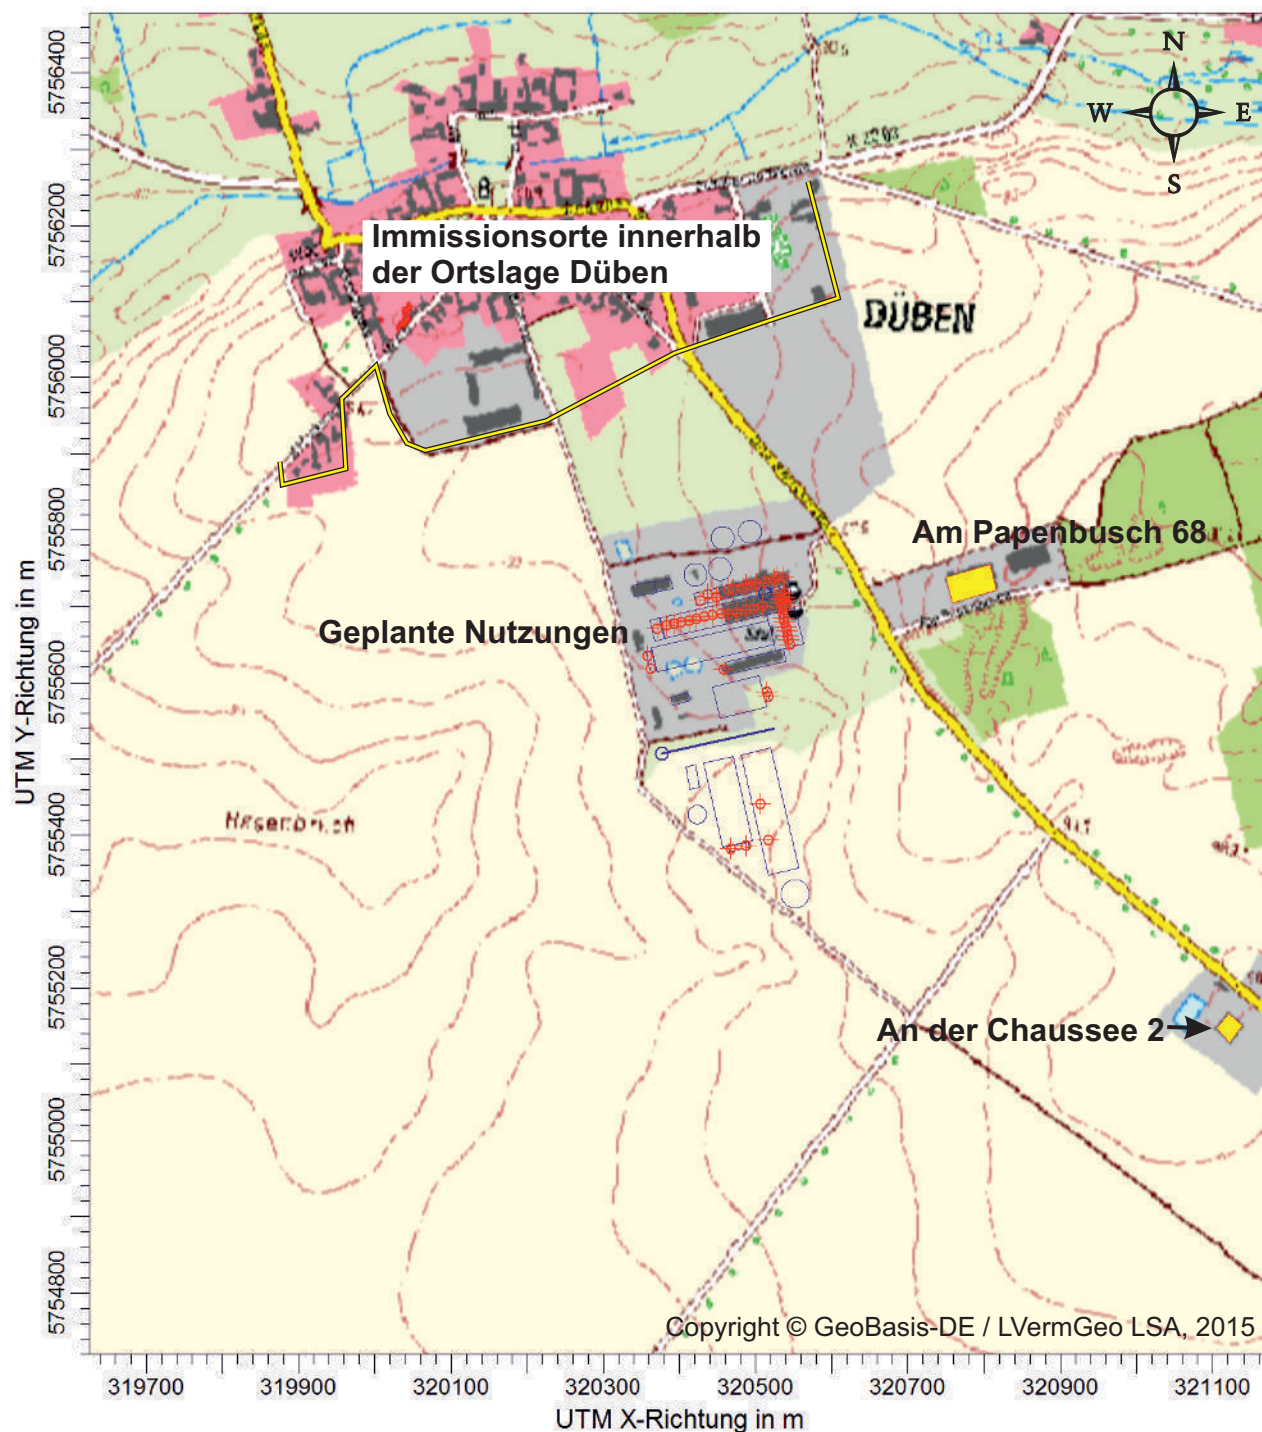 N
W E
S
Immissionsorte innerhalb
der Ortslage Düben
DÜBEN
Am Papenbusch 68
Geplante Nutzungen
An der Chaussee 2
Copyright © GeoBasis-DE / LVermGeo LSA, 2015
5756400
5756200
5756000
5755800
5755600
5755400
5755200
5755000
5754800
UTM Y-Richtung in m
319700 319900 320100 320300 320500 320700 320900 321100
UTM X-Richtung in m